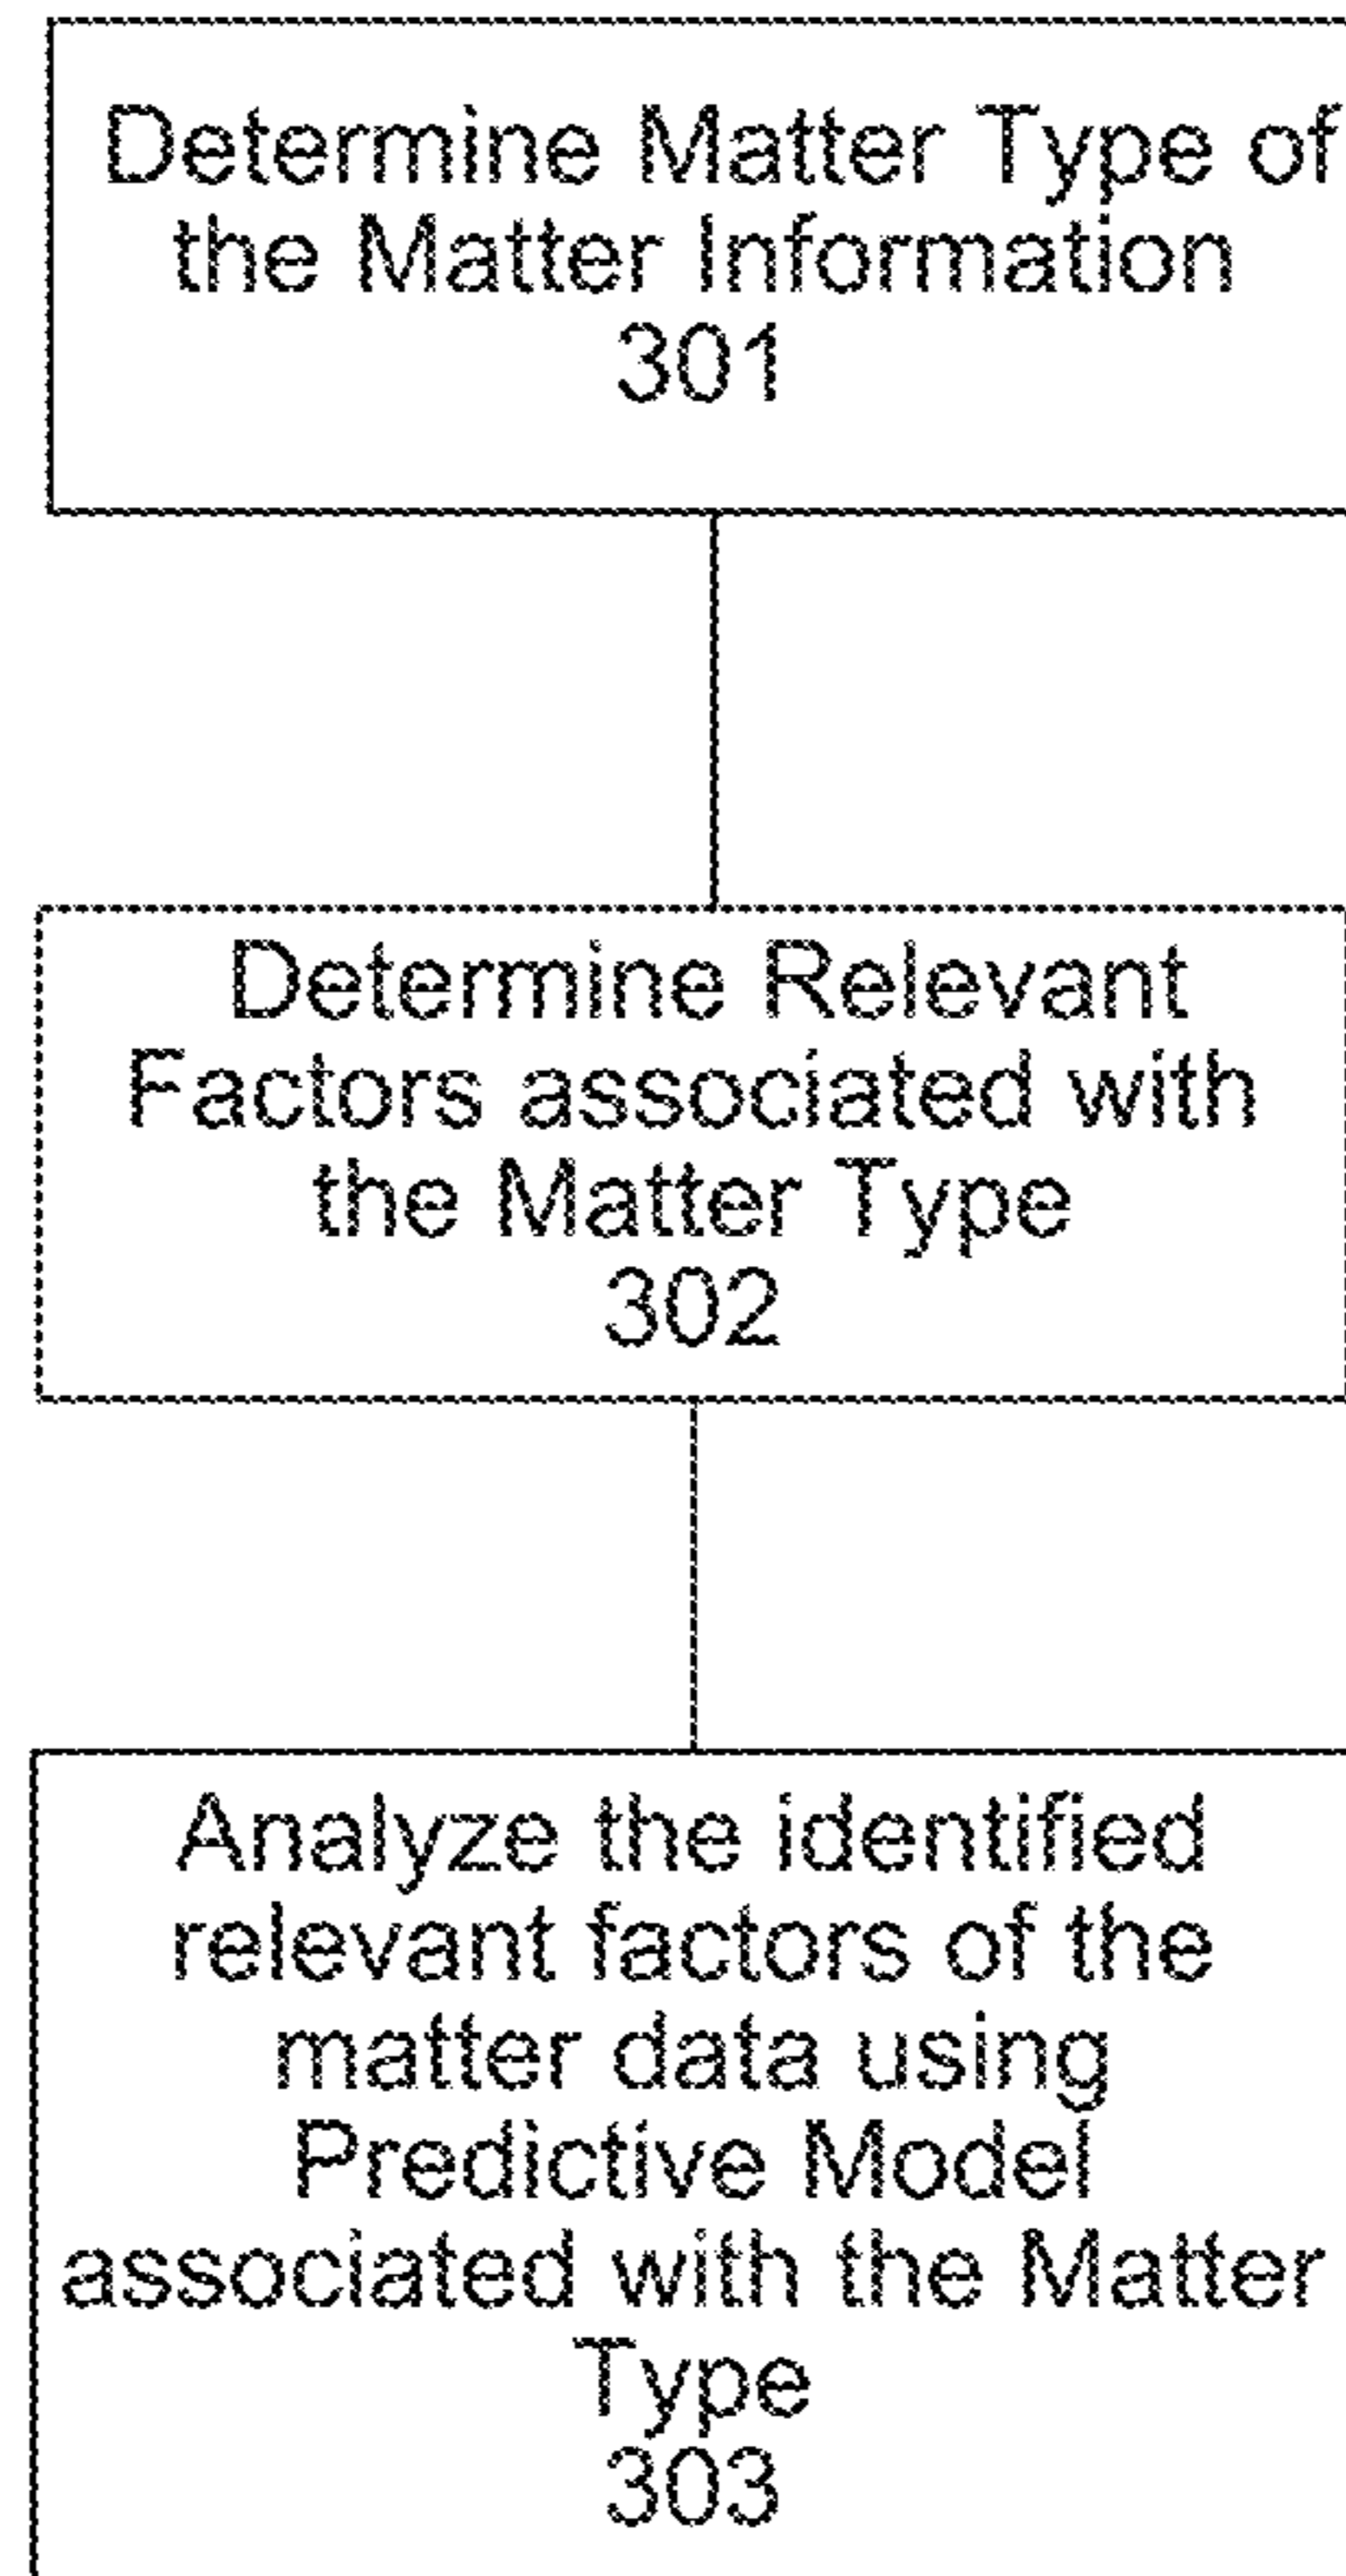 Determine Matter Type of
the Matter Information
301
Determine Relevant
Factors associated with
the Matter Type
302
Analyze the identified
relevant factors of the
matter data using
Predictive Model
associated with the Matter
Type
303